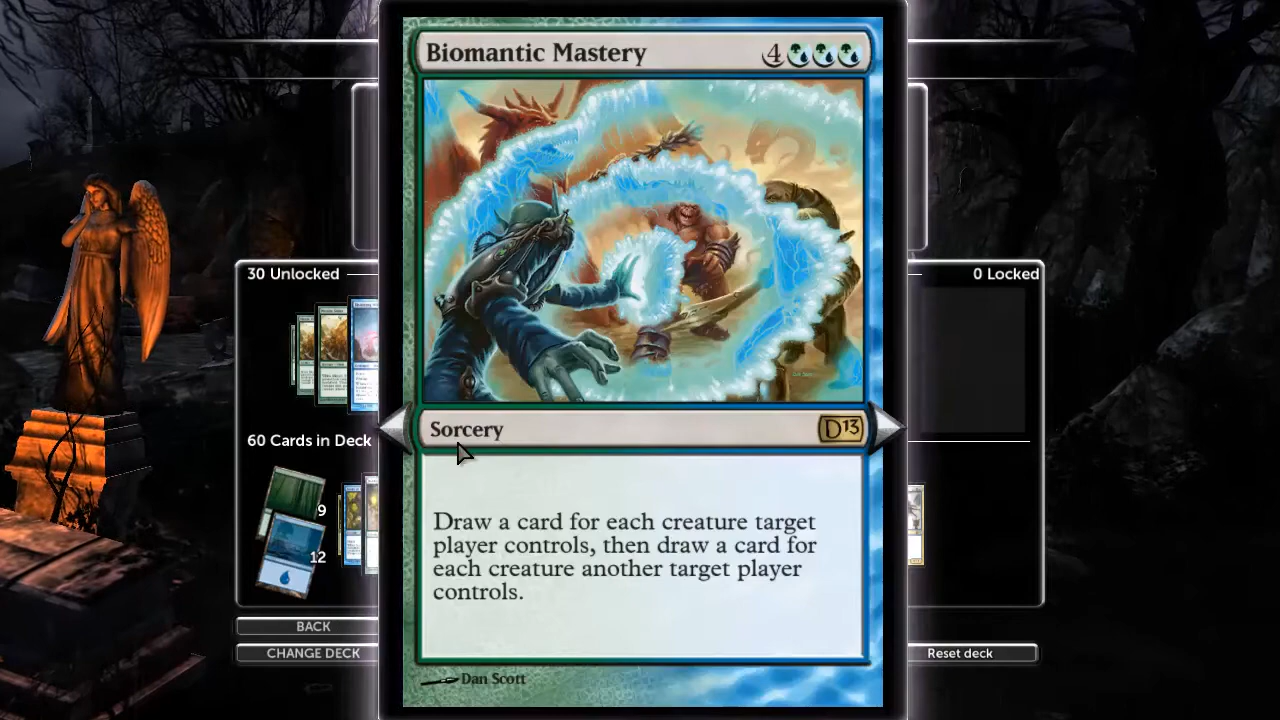 Biomantic Mastery 4
30 Unlocked
0 Locked
Sorcery D13
60 Cards in Deck
9
12
Draw a card for each creature target
player controls, then draw a card for
each creature another target player
controls.
BACK
CHANGE DECK
Reset deck
Dan Scott